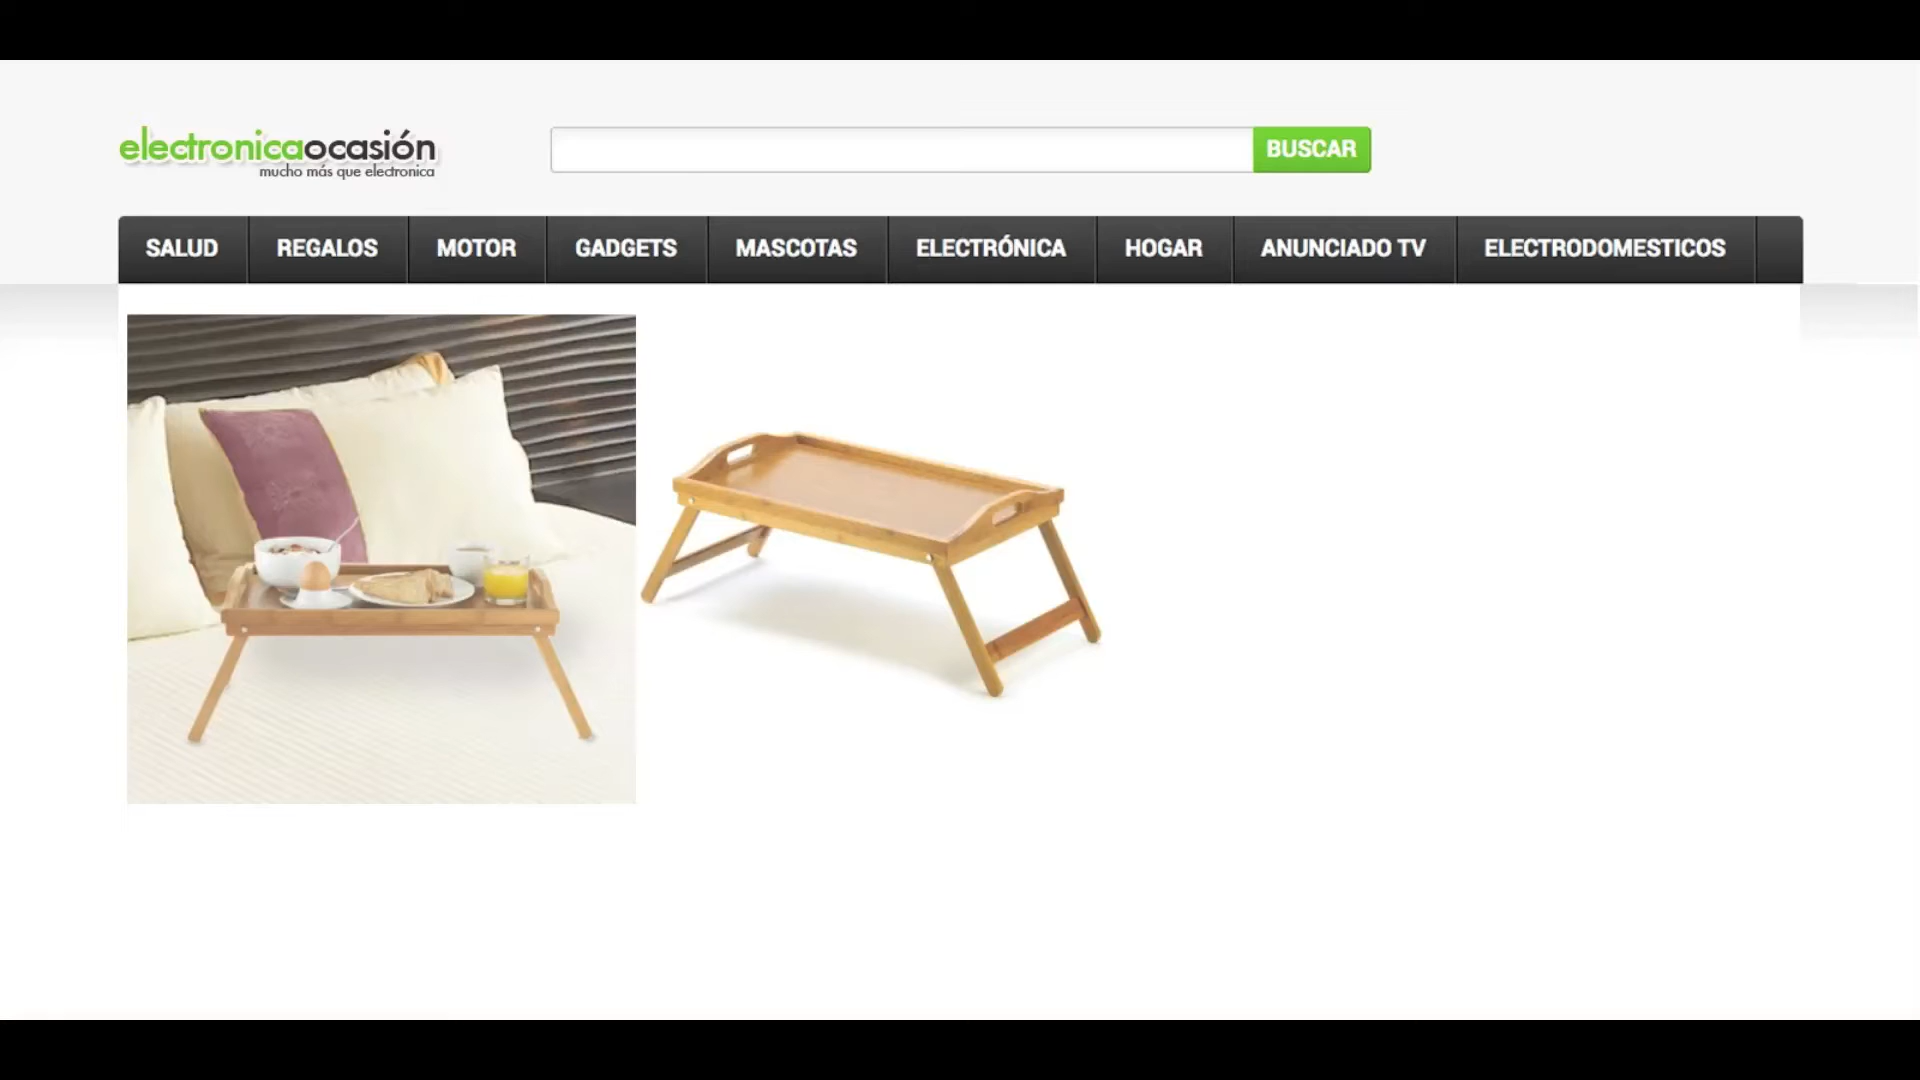 electronicaocasión
mucho más que electronica
BUSCAR
SALUD REGALOS MOTOR GADGETS MASCOTAS ELECTRÓNICA HOGAR ANUNCIADO TV ELECTRODOMESTICOS